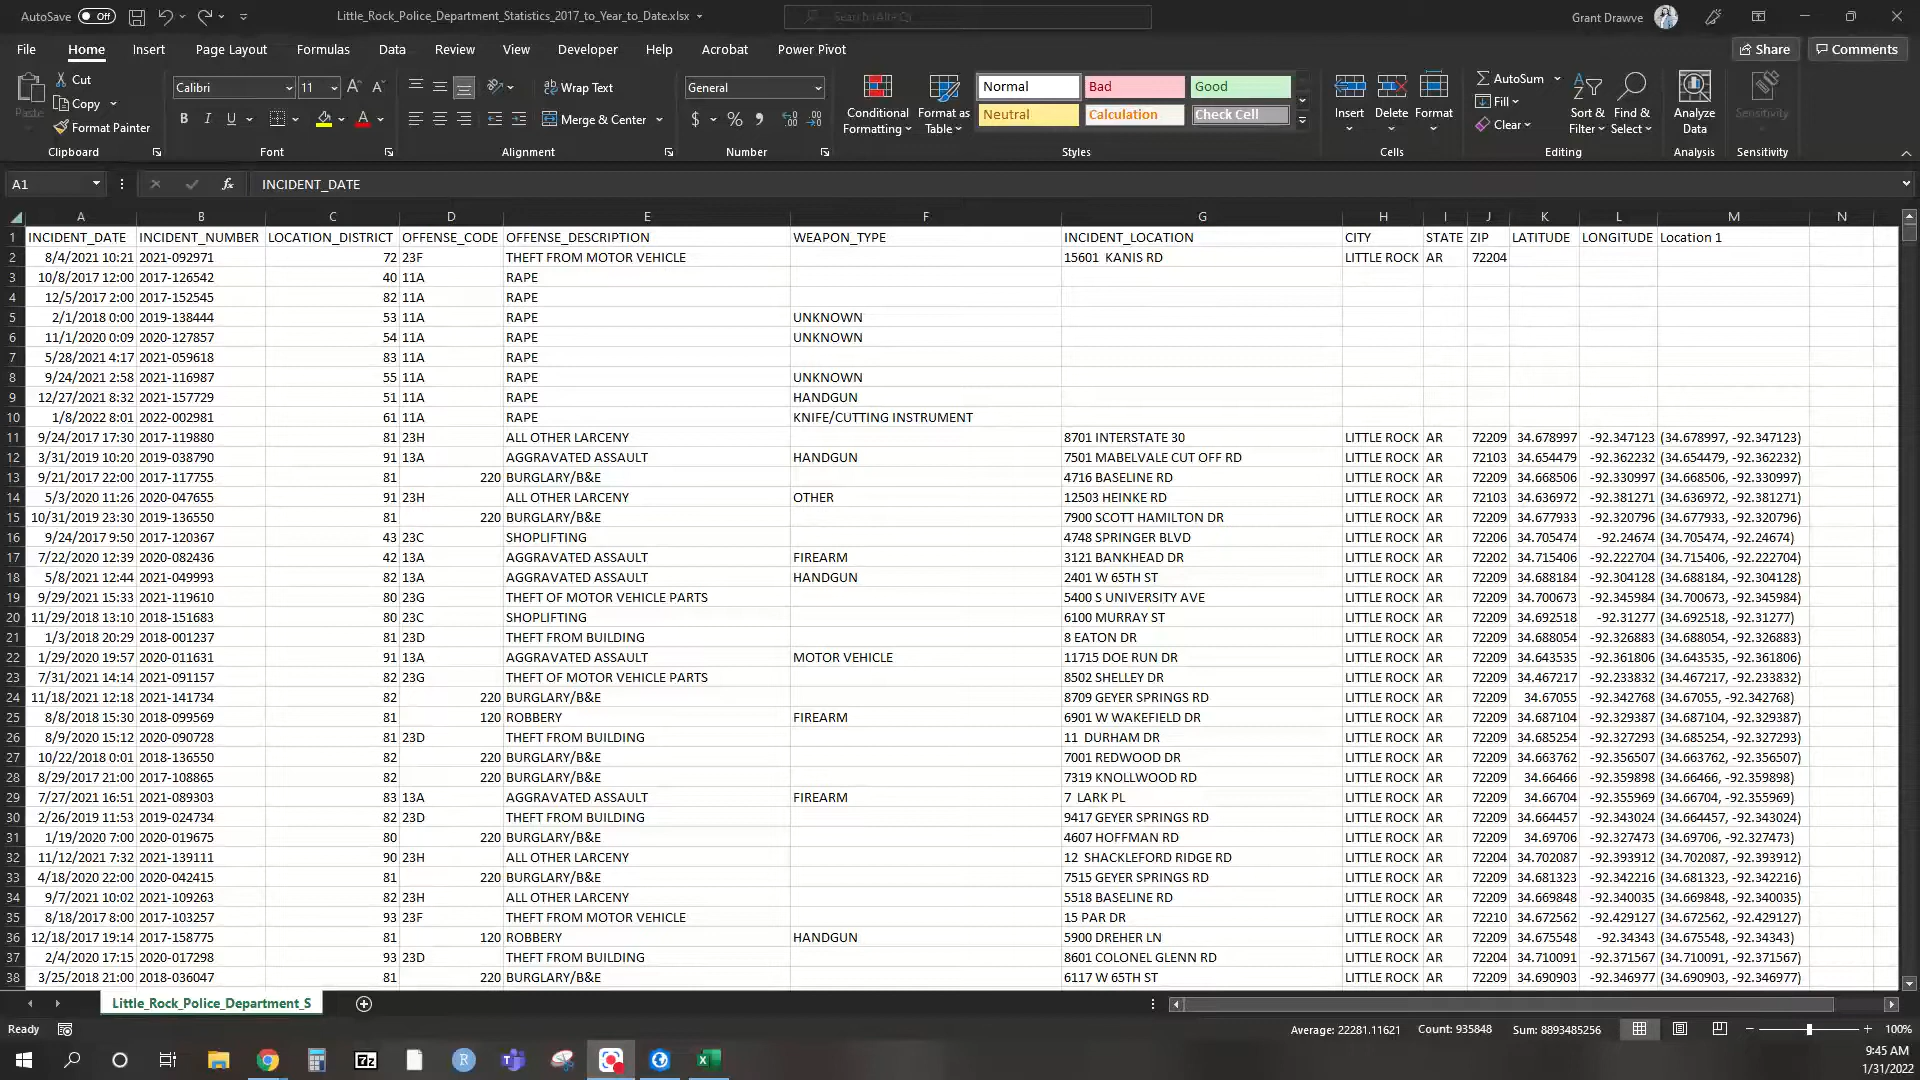 AutoSave Off Little_Rock_Police_Department_Statistics_2017_to_Year_to_Date.xlsx Grant Drawve
File Home Insert Page Layout Formulas Data Review View Developer Help Acrobat Power Pivot Share Comments
Paste Cut Copy Format Painter Clipboard
Calibri 11 Font
Wrap Text Merge & Center Alignment
General Number
Conditional Formatting Format as Table Normal Bad Good Neutral Calculation Check Cell Styles
Insert Delete Format Cells
AutoSum Fill Clear Sort & Filter Find & Select Editing
Analyze Data Analysis
Sensitivity Sensitivity
A1 fx INCIDENT_DATE
A B C D E F G H I J K L M N
1 INCIDENT_DATE INCIDENT_NUMBER LOCATION_DISTRICT OFFENSE_CODE OFFENSE_DESCRIPTION WEAPON_TYPE INCIDENT_LOCATION CITY STATE ZIP LATITUDE LONGITUDE Location 1
2 8/4/2021 10:21 2021-092971 72 23F THEFT FROM MOTOR VEHICLE 15601 KANIS RD LITTLE ROCK AR 72204
3 10/8/2017 12:00 2017-126542 40 11A RAPE
4 12/5/2017 2:00 2017-152545 82 11A RAPE
5 2/1/2018 0:00 2019-138444 53 11A RAPE UNKNOWN
6 11/1/2020 0:09 2020-127857 54 11A RAPE UNKNOWN
7 5/28/2021 4:17 2021-059618 83 11A RAPE
8 9/24/2021 2:58 2021-116987 55 11A RAPE UNKNOWN
9 12/27/2021 8:32 2021-157729 51 11A RAPE HANDGUN
10 1/8/2022 8:01 2022-002981 61 11A RAPE KNIFE/CUTTING INSTRUMENT
11 9/24/2017 17:30 2017-119880 81 23H ALL OTHER LARCENY 8701 INTERSTATE 30 LITTLE ROCK AR 72209 34.678997 -92.347123 (34.678997, -92.347123)
12 3/31/2019 10:20 2019-038790 91 13A AGGRAVATED ASSAULT HANDGUN 7501 MABELVALE CUT OFF RD LITTLE ROCK AR 72103 34.654479 -92.362232 (34.654479, -92.362232)
13 9/21/2017 22:00 2017-117755 81 220 BURGLARY/B&E 4716 BASELINE RD LITTLE ROCK AR 72209 34.668506 -92.330997 (34.668506, -92.330997)
14 5/3/2020 11:26 2020-047655 91 23H ALL OTHER LARCENY OTHER 12503 HEINKE RD LITTLE ROCK AR 72103 34.636972 -92.381271 (34.636972, -92.381271)
15 10/31/2019 23:30 2019-136550 81 220 BURGLARY/B&E 7900 SCOTT HAMILTON DR LITTLE ROCK AR 72209 34.677933 -92.320796 (34.677933, -92.320796)
16 9/24/2017 9:50 2017-120367 43 23C SHOPLIFTING 4748 SPRINGER BLVD LITTLE ROCK AR 72206 34.705474 -92.24674 (34.705474, -92.24674)
17 7/22/2020 12:39 2020-082436 42 13A AGGRAVATED ASSAULT FIREARM 3121 BANKHEAD DR LITTLE ROCK AR 72202 34.715406 -92.222704 (34.715406, -92.222704)
18 5/8/2021 12:44 2021-049993 82 13A AGGRAVATED ASSAULT HANDGUN 2401 W 65TH ST LITTLE ROCK AR 72209 34.688184 -92.304128 (34.688184, -92.304128)
19 9/29/2021 15:33 2021-119610 80 23G THEFT OF MOTOR VEHICLE PARTS 5400 S UNIVERSITY AVE LITTLE ROCK AR 72209 34.700673 -92.345984 (34.700673, -92.345984)
20 11/29/2018 13:10 2018-151683 80 23C SHOPLIFTING 6100 MURRAY ST LITTLE ROCK AR 72209 34.692518 -92.31277 (34.692518, -92.31277)
21 1/3/2018 20:29 2018-001237 81 23D THEFT FROM BUILDING 8 EATON DR LITTLE ROCK AR 72209 34.688054 -92.326883 (34.688054, -92.326883)
22 1/29/2020 19:57 2020-011631 91 13A AGGRAVATED ASSAULT MOTOR VEHICLE 11715 DOE RUN DR LITTLE ROCK AR 72209 34.643535 -92.361806 (34.643535, -92.361806)
23 7/31/2021 14:14 2021-091157 82 23G THEFT OF MOTOR VEHICLE PARTS 8502 SHELLEY DR LITTLE ROCK AR 72209 34.467217 -92.233832 (34.467217, -92.233832)
24 11/18/2021 12:18 2021-141734 82 220 BURGLARY/B&E 8709 GEYER SPRINGS RD LITTLE ROCK AR 72209 34.67055 -92.342768 (34.67055, -92.342768)
25 8/8/2018 15:30 2018-099569 81 120 ROBBERY FIREARM 6901 W WAKEFIELD DR LITTLE ROCK AR 72209 34.687104 -92.329387 (34.687104, -92.329387)
26 8/9/2020 15:12 2020-090728 81 23D THEFT FROM BUILDING 11 DURHAM DR LITTLE ROCK AR 72209 34.685254 -92.327293 (34.685254, -92.327293)
27 10/22/2018 0:01 2018-136550 82 220 BURGLARY/B&E 7001 REDWOOD DR LITTLE ROCK AR 72209 34.663762 -92.356507 (34.663762, -92.356507)
28 8/29/2017 21:00 2017-108865 82 220 BURGLARY/B&E 7319 KNOLLWOOD RD LITTLE ROCK AR 72209 34.66466 -92.359898 (34.66466, -92.359898)
29 7/27/2021 16:51 2021-089303 83 13A AGGRAVATED ASSAULT FIREARM 7 LARK PL LITTLE ROCK AR 72209 34.66704 -92.355969 (34.66704, -92.355969)
30 2/26/2019 11:53 2019-024734 82 23D THEFT FROM BUILDING 9417 GEYER SPRINGS RD LITTLE ROCK AR 72209 34.664457 -92.343024 (34.664457, -92.343024)
31 1/19/2020 7:00 2020-019675 80 220 BURGLARY/B&E 4607 HOFFMAN RD LITTLE ROCK AR 72209 34.69706 -92.327473 (34.69706, -92.327473)
32 11/12/2021 7:32 2021-139111 90 23H ALL OTHER LARCENY 12 SHACKLEFORD RIDGE RD LITTLE ROCK AR 72204 34.702087 -92.393912 (34.702087, -92.393912)
33 4/18/2020 22:00 2020-042415 81 220 BURGLARY/B&E 7515 GEYER SPRINGS RD LITTLE ROCK AR 72209 34.681323 -92.342216 (34.681323, -92.342216)
34 9/7/2021 10:02 2021-109263 82 23H ALL OTHER LARCENY 5518 BASELINE RD LITTLE ROCK AR 72209 34.669848 -92.340035 (34.669848, -92.340035)
35 8/18/2017 8:00 2017-103257 93 23F THEFT FROM MOTOR VEHICLE 15 PAR DR LITTLE ROCK AR 72210 34.672562 -92.429127 (34.672562, -92.429127)
36 12/18/2017 19:14 2017-158775 81 120 ROBBERY HANDGUN 5900 DREHER LN LITTLE ROCK AR 72209 34.675548 -92.34343 (34.675548, -92.34343)
37 2/4/2020 17:15 2020-017298 93 23D THEFT FROM BUILDING 8601 COLONEL GLENN RD LITTLE ROCK AR 72204 34.710091 -92.371567 (34.710091, -92.371567)
38 3/25/2018 21:00 2018-036047 81 220 BURGLARY/B&E 6117 W 65TH ST LITTLE ROCK AR 72209 34.690903 -92.346977 (34.690903, -92.346977)
Little_Rock_Police_Department_S
Ready Average: 22281.11621 Count: 935848 Sum: 8893485256 100%
9:45 AM
1/31/2022